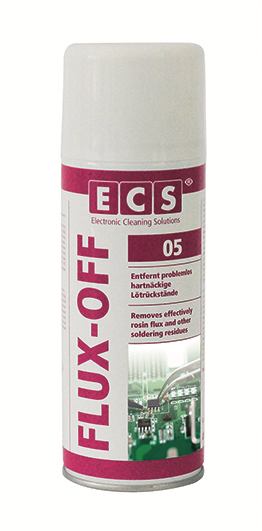 ECS®
Electronic Cleaning Solutions
05
FLUX-OFF
Entfernt problemlos
hartnäckige
Lötrückstände
Removes effectively
rosin flux and other
soldering residues